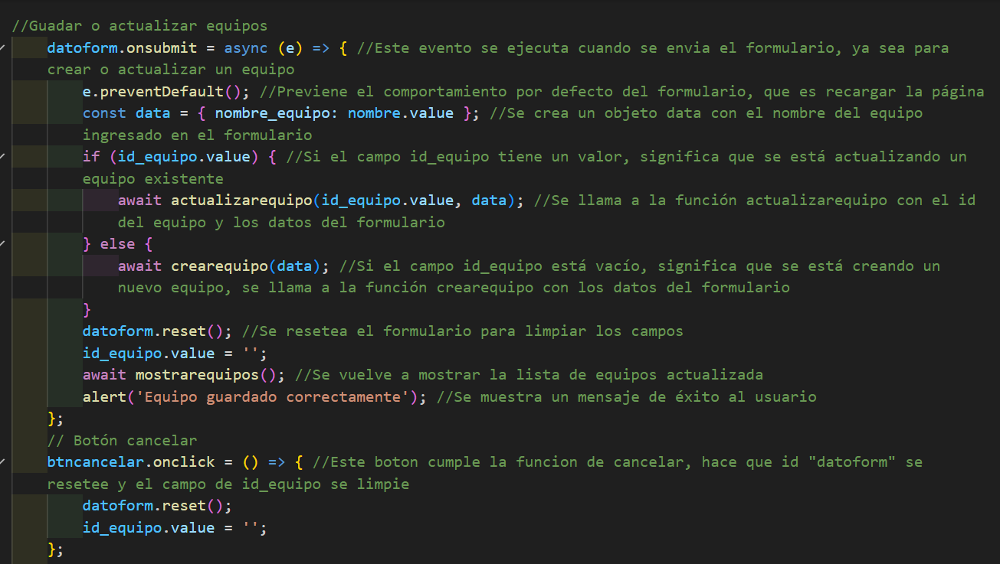 //Guadar o actualizar equipos
datoform.onsubmit = async (e) => { //Este evento se ejecuta cuando se envia el formulario, ya sea para
crear o actualizar un equipo
e.preventDefault(); //Previene el comportamiento por defecto del formulario, que es recargar la página
const data = { nombre_equipo: nombre.value }; //Se crea un objeto data con el nombre del equipo
ingresado en el formulario
if (id_equipo.value) { //Si el campo id_equipo tiene un valor, significa que se está actualizando un
equipo existente
await actualizarequipo(id_equipo.value, data); //Se llama a la función actualizarequipo con el id
del equipo y los datos del formulario
} else {
await crearequipo(data); //Si el campo id_equipo está vacío, significa que se está creando un
nuevo equipo, se llama a la función crearequipo con los datos del formulario
}
datoform.reset(); //Se resetea el formulario para limpiar los campos
id_equipo.value = '';
await mostrarequipos(); //Se vuelve a mostrar la lista de equipos actualizada
alert('Equipo guardado correctamente'); //Se muestra un mensaje de éxito al usuario
};
// Botón cancelar
btncancelar.onclick = () => { //Este boton cumple la funcion de cancelar, hace que id "datoform" se
resetee y el campo de id_equipo se limpie
datoform.reset();
id_equipo.value = '';
};